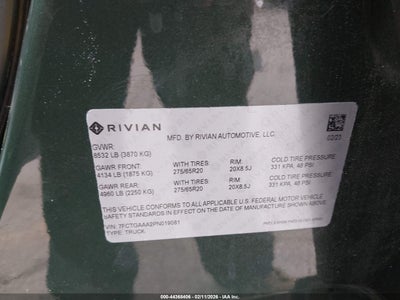 RIVIAN
MFD. BY RIVIAN AUTOMOTIVE, LLC.
02/23
GVWR:
8532 LB (3870 KG)
GAWR FRONT: WITH TIRES: RIM: COLD TIRE PRESSURE
4134 LB (1875 KG) 275/65R20 20X8.5J 331 KPA, 48 PSI
GAWR REAR: WITH TIRES: RIM: COLD TIRE PRESSURE
4960 LB (2250 KG) 275/65R20 20X8.5J 331 KPA, 48 PSI
THIS VEHICLE CONFORMS TO ALL APPLICABLE U.S. FEDERAL MOTOR VEHICLE
SAFETY STANDARDS IN EFFECT ON THE DATE OF MANUFACTURE SHOWN ABOVE.
VIN: 7FCTGAAA2PN019081
TYPE: TRUCK
000-44368406 - 02/11/2026 - IAAI